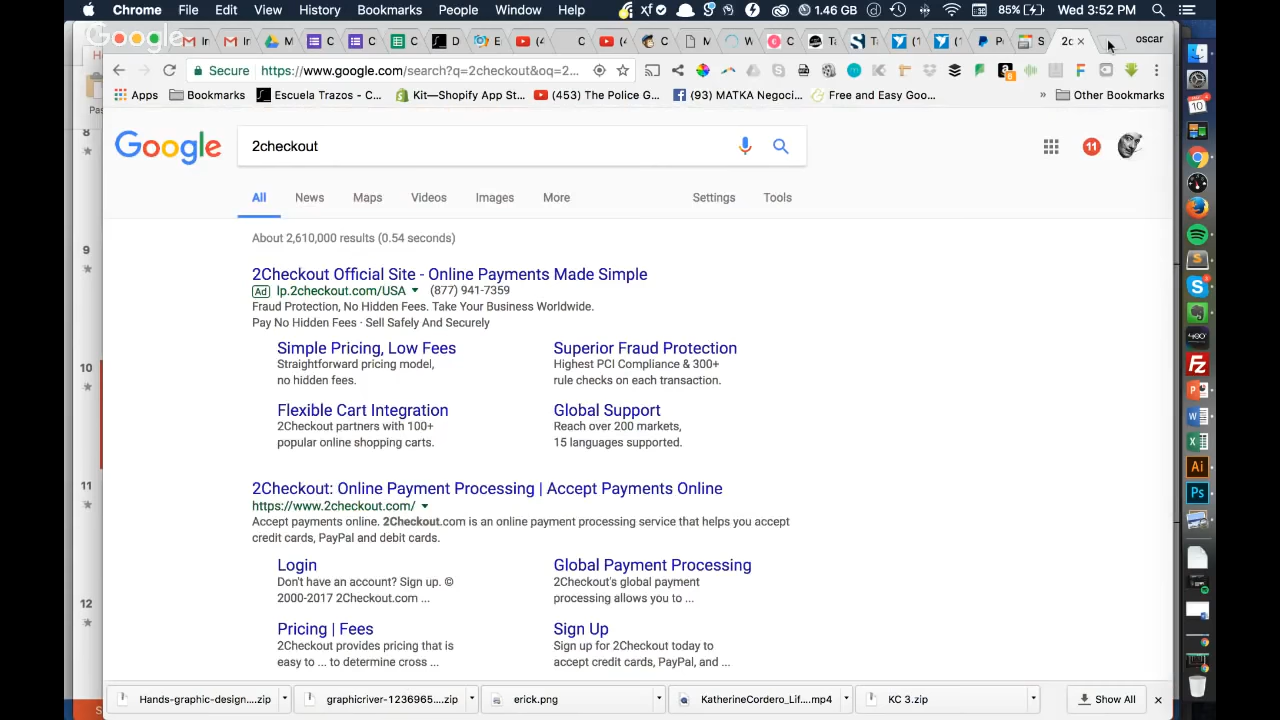 Chrome File Edit View History Bookmarks People Window Help 1.46 GB 85% Wed 3:52 PM
oscar
Secure https://www.google.com/search?q=2checkout&oq=2...
Apps Bookmarks Escuela Trazos - C... Kit—Shopify's Free... (453) The Police G... (93) MATKA New... Free and Easy Ga... » Other Bookmarks
Google 2checkout 11
All News Maps Videos Images More Settings Tools
About 2,610,000 results (0.54 seconds)
2Checkout Official Site - Online Payments Made Simple
Ad lp.2checkout.com/USA
Fraud Protection, No Hidden Fees. Take Your Business Worldwide.
Pay No Hidden Fees · Sell Safely And Securely
Simple Pricing, Low Fees
Straightforward pricing model,
no hidden fees.
Superior Fraud Protection
Highest PCI Compliance & 300+
rule checks on each transaction.
Flexible Cart Integration
2Checkout partners with 100+
popular online shopping carts.
Global Support
Reach over 200 markets,
15 languages supported.
2Checkout: Online Payment Processing | Accept Payments Online
https://www.2checkout.com/
Accept payments online. 2Checkout.com is an online payment processing service that helps you accept
credit cards, PayPal and debit cards.
Login
Don't have an account? Sign up. ©
2000-2017 2Checkout.com ...
Global Payment Processing
2Checkout's global payment
processing allows you to ...
Pricing | Fees
2Checkout provides pricing that is
easy to ... to determine cross ...
Sign Up
Sign up for 2Checkout today to
accept credit cards, PayPal, and ...
8
9
10
11
12
Hands-graphic-design....zip graphicriver-1236965....zip erick.png Katherine_Romero_....mp4 KC 3 Show All